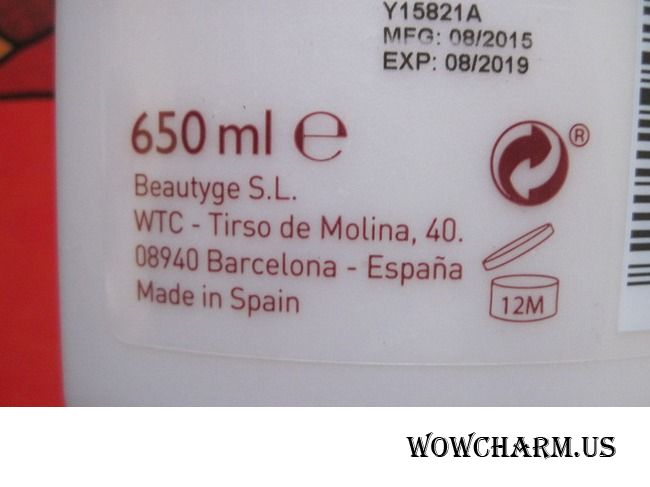 Y15821A
MFG: 08/2015
EXP: 08/2019
650 ml ℮
®
Beautyge S.L.
WTC - Tirso de Molina, 40.
08940 Barcelona - España
Made in Spain
12M
WOWCHARM.US